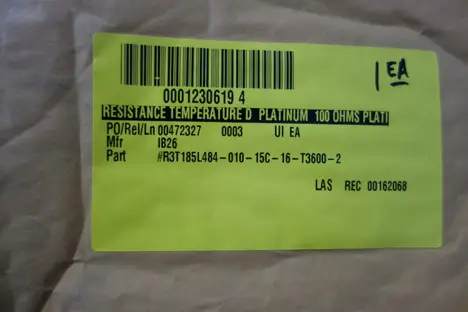 1 EA
0001230619 4
RESISTANCE TEMPERATURE D PLATINUM 100 OHMS PLATI
PO/Rel/Ln 00472327 0003 UI EA
Mfr IB26
Part #R3T185L484-010-15C-16-T3600-2
LAS REC 00162068